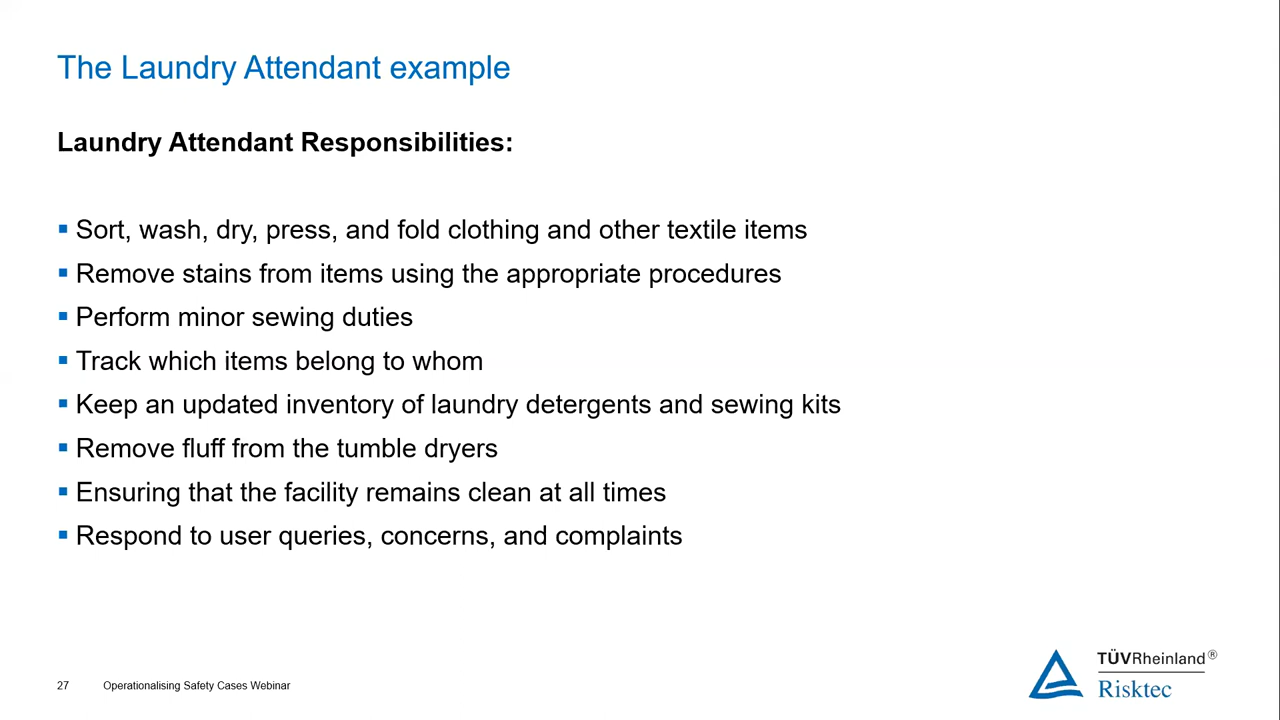 The Laundry Attendant example
Laundry Attendant Responsibilities:
Sort, wash, dry, press, and fold clothing and other textile items
Remove stains from items using the appropriate procedures
Perform minor sewing duties
Track which items belong to whom
Keep an updated inventory of laundry detergents and sewing kits
Remove fluff from the tumble dryers
Ensuring that the facility remains clean at all times
Respond to user queries, concerns, and complaints
27 Operationalising Safety Cases Webinar
TÜVRheinland®
Risktec